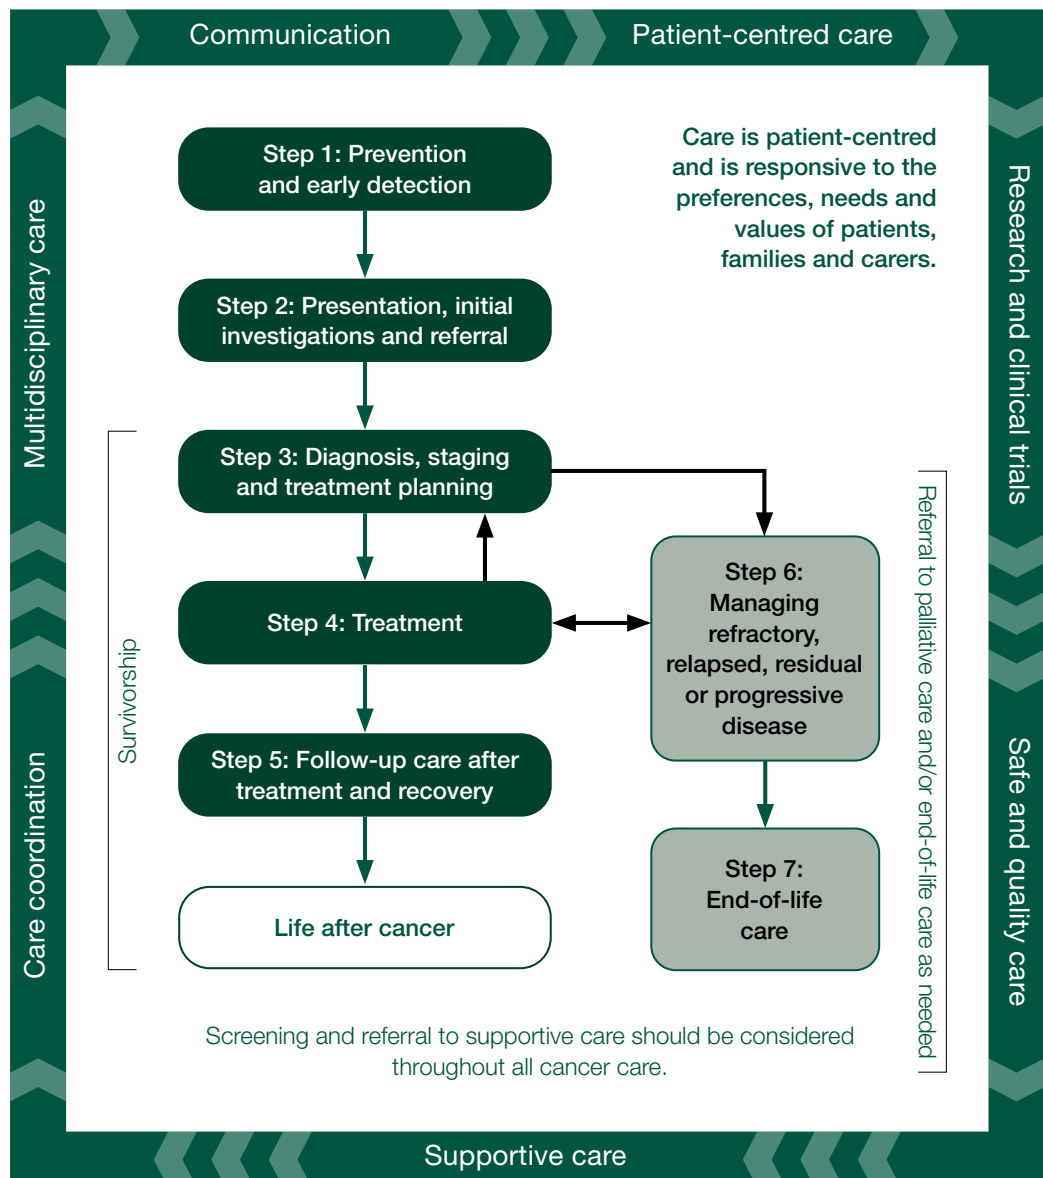 Communication
Patient-centred care
Care is patient-centred
and is responsive to the
preferences, needs and
values of patients,
families and carers.
Step 1: Prevention
and early detection
Step 2: Presentation, initial
investigations and referral
Step 3: Diagnosis, staging
and treatment planning
Step 4: Treatment
Step 5: Follow-up care after
treatment and recovery
Life after cancer
Step 6:
Managing
refractory,
relapsed, residual
or progressive
disease
Step 7:
End-of-life
care
Survivorship
Referral to palliative care and/or end-of-life care as needed
Screening and referral to supportive care should be considered
throughout all cancer care.
Multidisciplinary care
Care coordination
Research and clinical trials
Safe and quality care
Supportive care